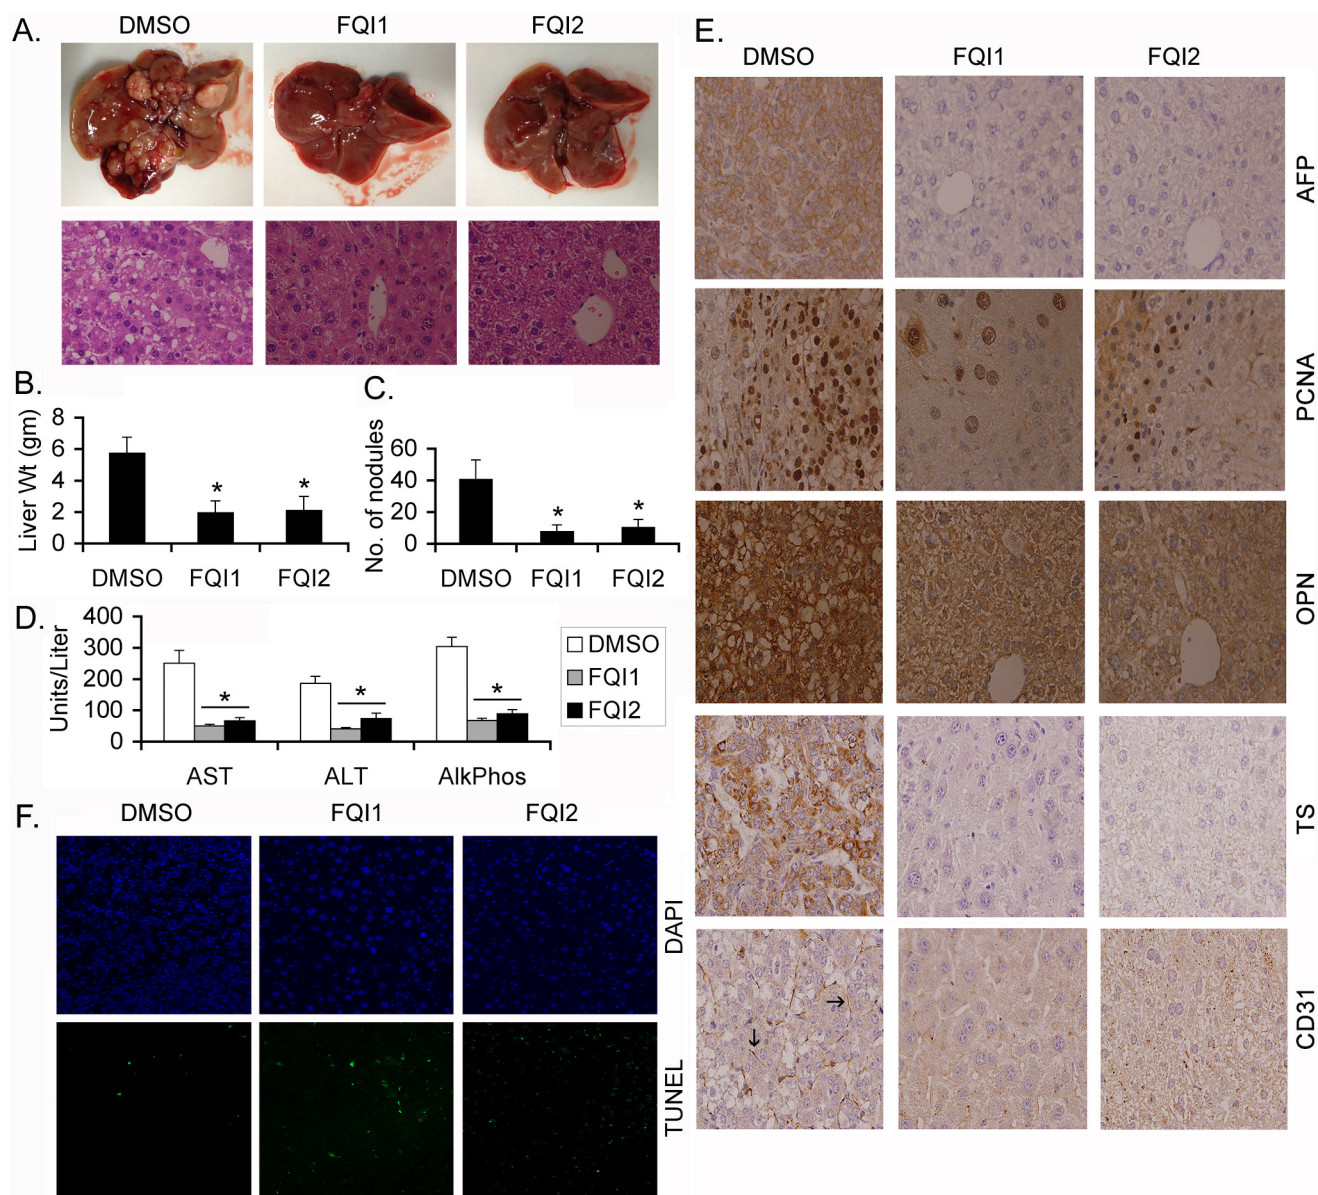 A.
DMSO FQI1 FQI2
B.
Liver Wt (gm)
8
6
4
2
0
* *
DMSO FQI1 FQI2
C.
No. of nodules
60
40
20
0
* *
DMSO FQI1 FQI2
D.
Units/Liter
400
300
200
100
0
* * *
AST ALT AlkPhos
DMSO
FQI1
FQI2
F.
DMSO FQI1 FQI2
DAPI
TUNEL
E.
DMSO FQI1 FQI2
AFP
PCNA
OPN
TS
CD31